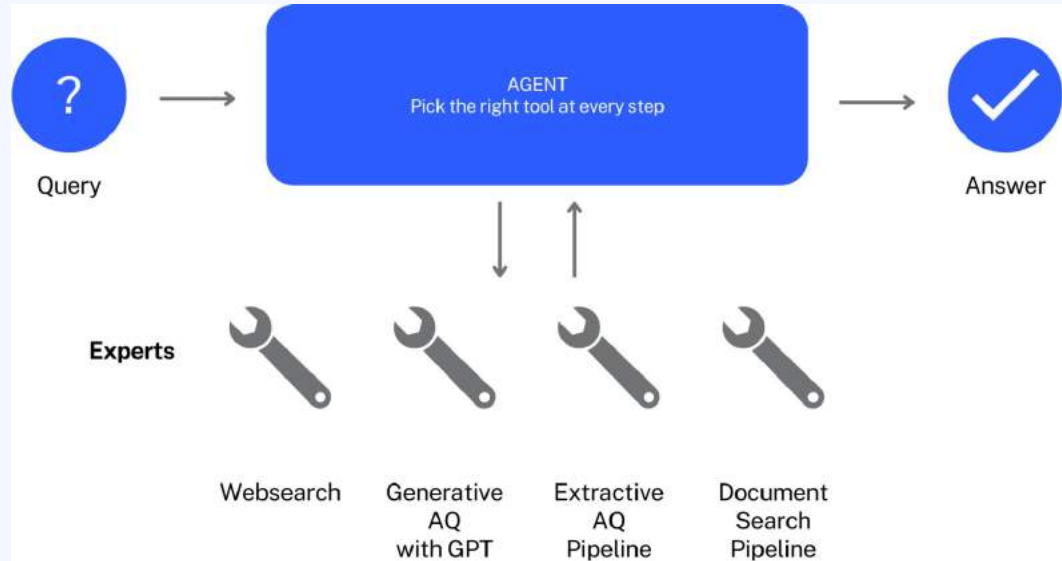 ?
AGENT
Pick the right tool at every step
Query
Answer
Experts
Websearch
Generative
AQ
with GPT
Extractive
AQ
Pipeline
Document
Search
Pipeline